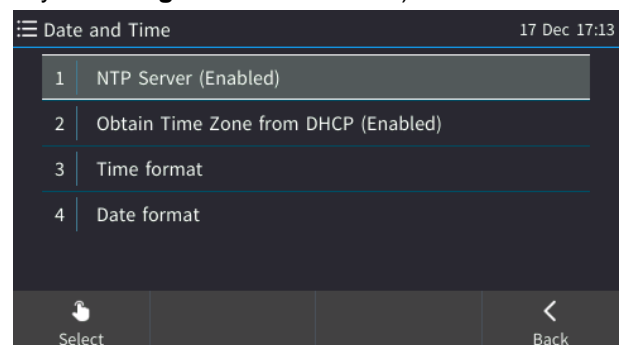 Date and Time 17 Dec 17:13
1 NTP Server (Enabled)
2 Obtain Time Zone from DHCP (Enabled)
3 Time format
4 Date format
Select Back